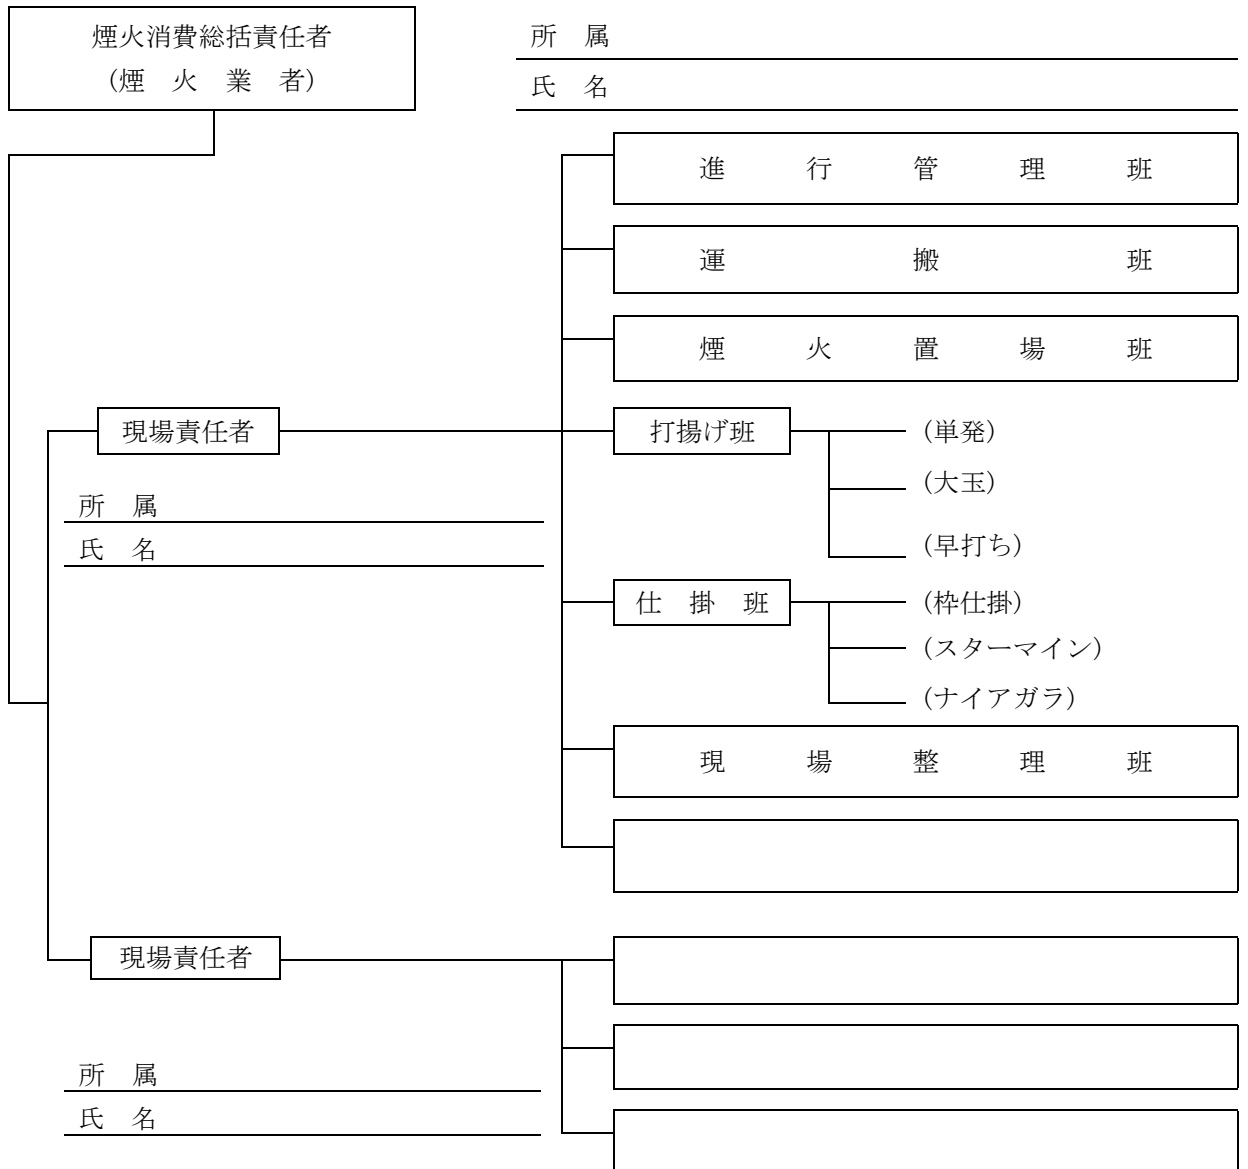 煙火消費総括責任者
(煙 火 業 者)
所 属
氏 名
進 行 管 理 班
運 搬 班
煙 火 置 場 班
現場責任者
打揚げ班
(単発)
(大玉)
(早打ち)
所 属
氏 名
仕 掛 班
(枠仕掛)
(スターマイン)
(ナイアガラ)
現 場 整 理 班
現場責任者
所 属
氏 名